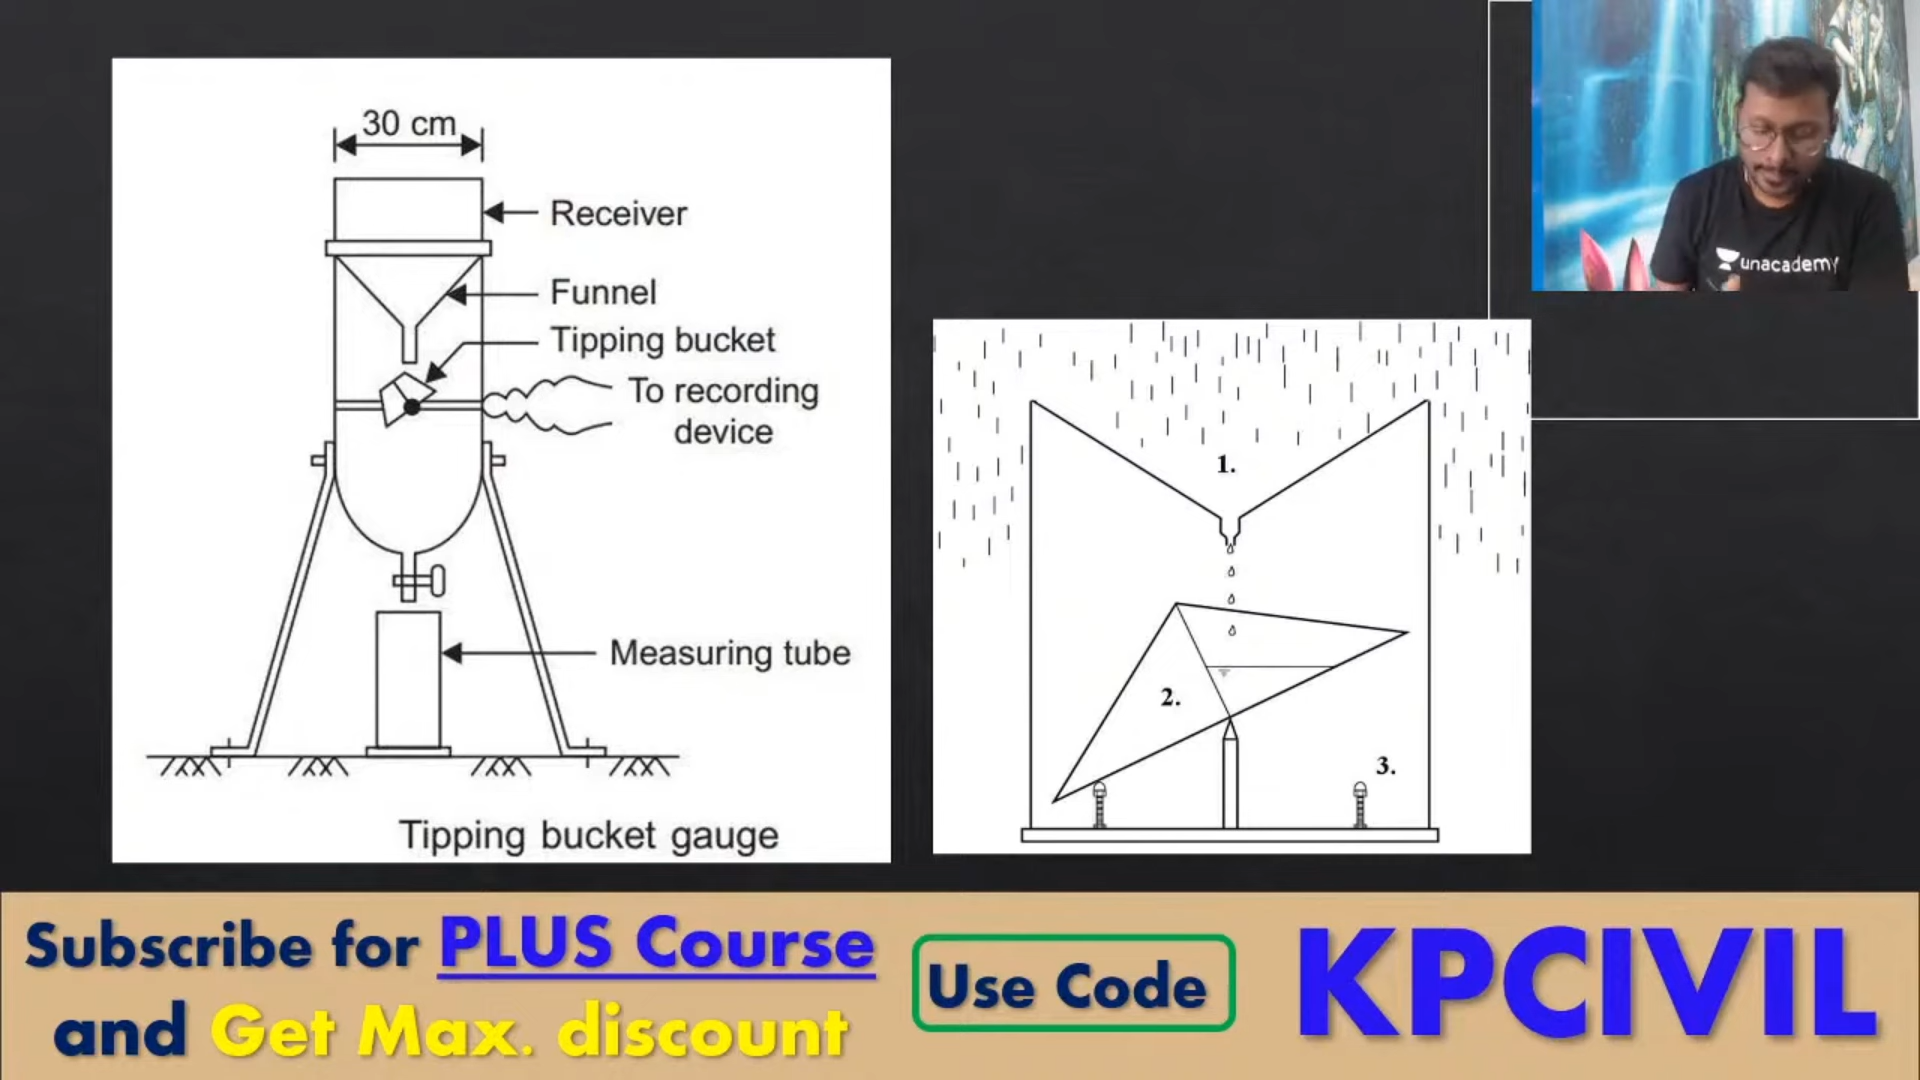 30 cm
Receiver
Funnel
Tipping bucket
To recording
device
Measuring tube
Tipping bucket gauge
1.
2.
3.
unacademy
Subscribe for PLUS Course
and Get Max. discount
Use Code
KPCIVIL